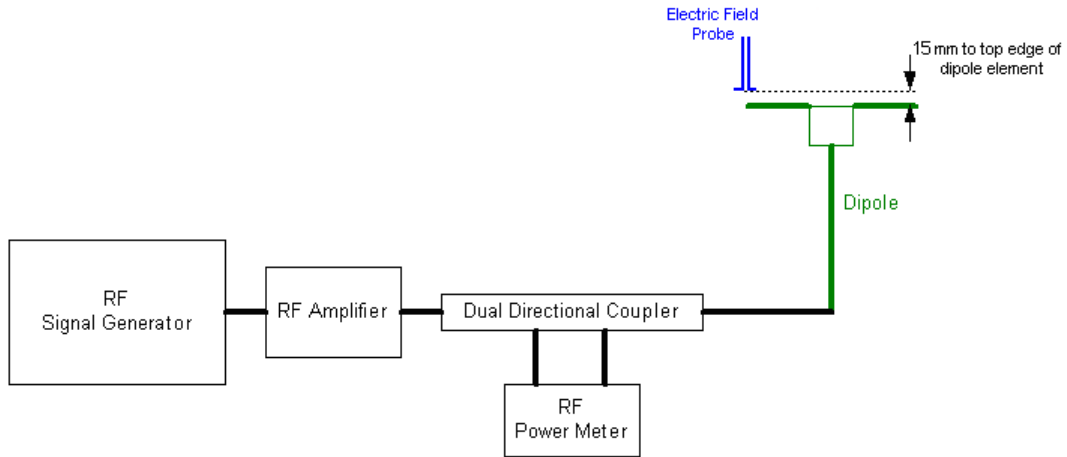 Electric Field
Probe
15 mm to top edge of
dipole element
Dipole
RF
Signal Generator
RF Amplifier
Dual Directional Coupler
RF
Power Meter